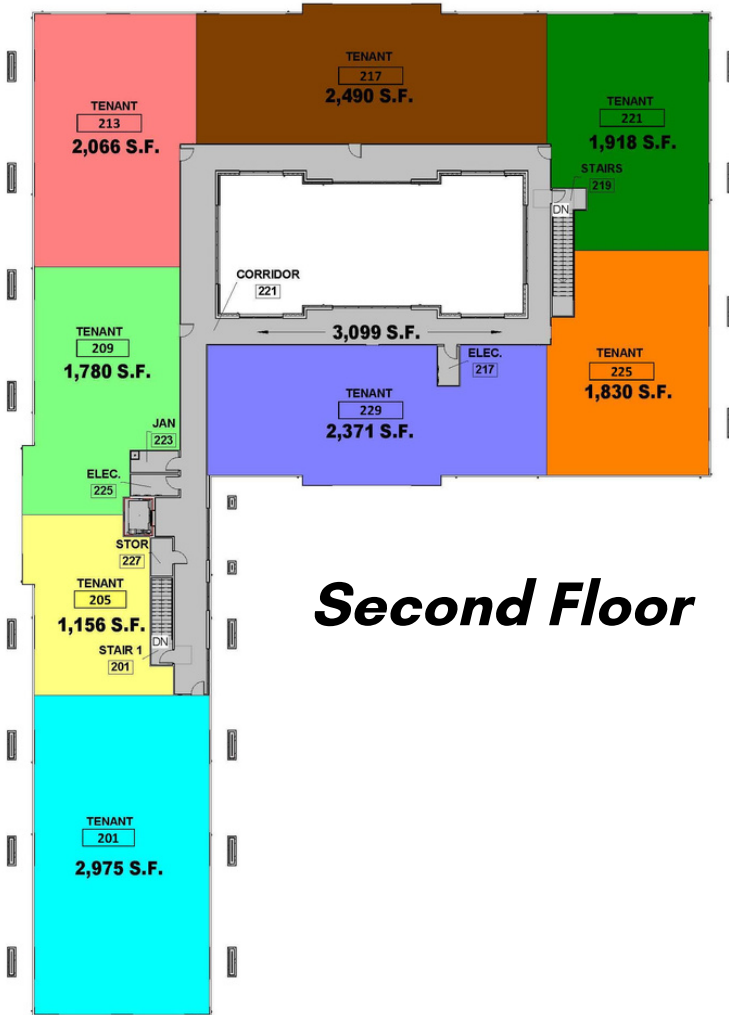 TENANT
217
2,490 S.F.
TENANT
213
2,066 S.F.
TENANT
221
1,918 S.F.
STAIRS
219
DN
CORRIDOR
221
3,099 S.F.
TENANT
209
1,780 S.F.
ELEC.
217
TENANT
225
1,830 S.F.
TENANT
229
2,371 S.F.
JAN
223
ELEC.
225
STOR
227
TENANT
205
1,156 S.F.
DN
STAIR 1
201
Second Floor
TENANT
201
2,975 S.F.